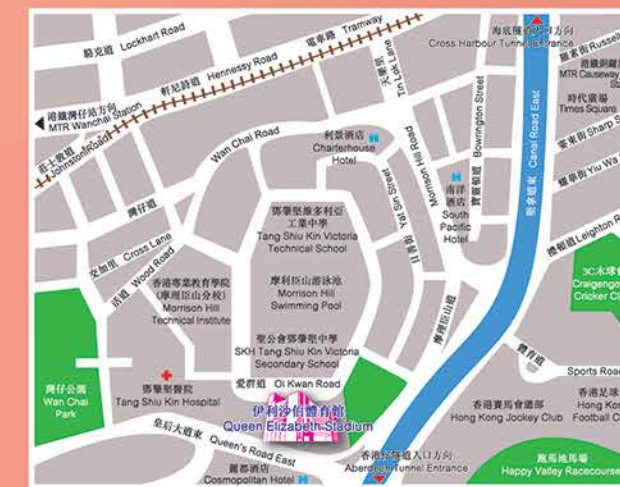 駱克道 Lockhart Road
電車路 Tramway
海底隧道入口方向
Cross-Harbour Tunnel Entrance
羅素街 Russell
港鐵銅鑼
MTR Causeway
Sta
時代廣場
Times Square
軒尼詩道 Hennessy Road
天樂里 Tin Lok Lane
港鐵灣仔站方向
MTR Wanchai Station
莊士敦道
Johnston Road
Wan Chai Road
利景酒店
Charterhouse
Hotel
寶靈頓道 Bowrington Street
堅拿道東 Canal Road East
霎東街 Sharp S
耀華街 Yiu Wa
Morrison Hill Road
日善街 Yat Sin Street
南洋
酒店
South
Pacific
Hotel
灣仔道
鄧肇堅維多利亞
工業中學
Tang Shiu Kin Victoria
Technical School
禮頓道 Leighton R
交加里 Cross Lane
活道 Wood Road
香港專業教育學院
(摩理臣山分校)
Morrison Hill
Technical Institute
摩利臣山游泳池
Morrison Hill
Swimming Pool
3C木球會
Craigengo
Cricker Cl
摩理臣山道
聖公會鄧肇堅中學
SKH Tang Shiu Kin Victoria
Secondary School
體育道
Sports Road
灣仔公園
Wan Chai
Park
鄧肇堅醫院
Tang Shiu Kin Hospital
愛群道 Oi Kwan Road
伊利沙伯體育館
Queen Elizabeth Stadium
香港賽馬會總部
Hong Kong Jockey Club
香港足球
Hong Kon
Football C
皇后大道東 Queen's Road East
麗都酒店
Cosmopolitan Hotel
香港仔隧道入口方向
Aberdeen Tunnel Entrance
跑馬地馬場
Happy Valley Racecourse